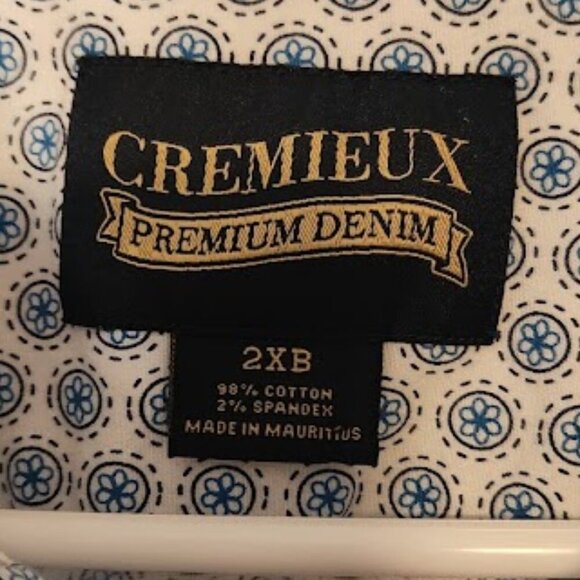 CREMIEUX
PREMIUM DENIM
2XB
98% COTTON
2% SPANDEX
MADE IN MAURITIUS